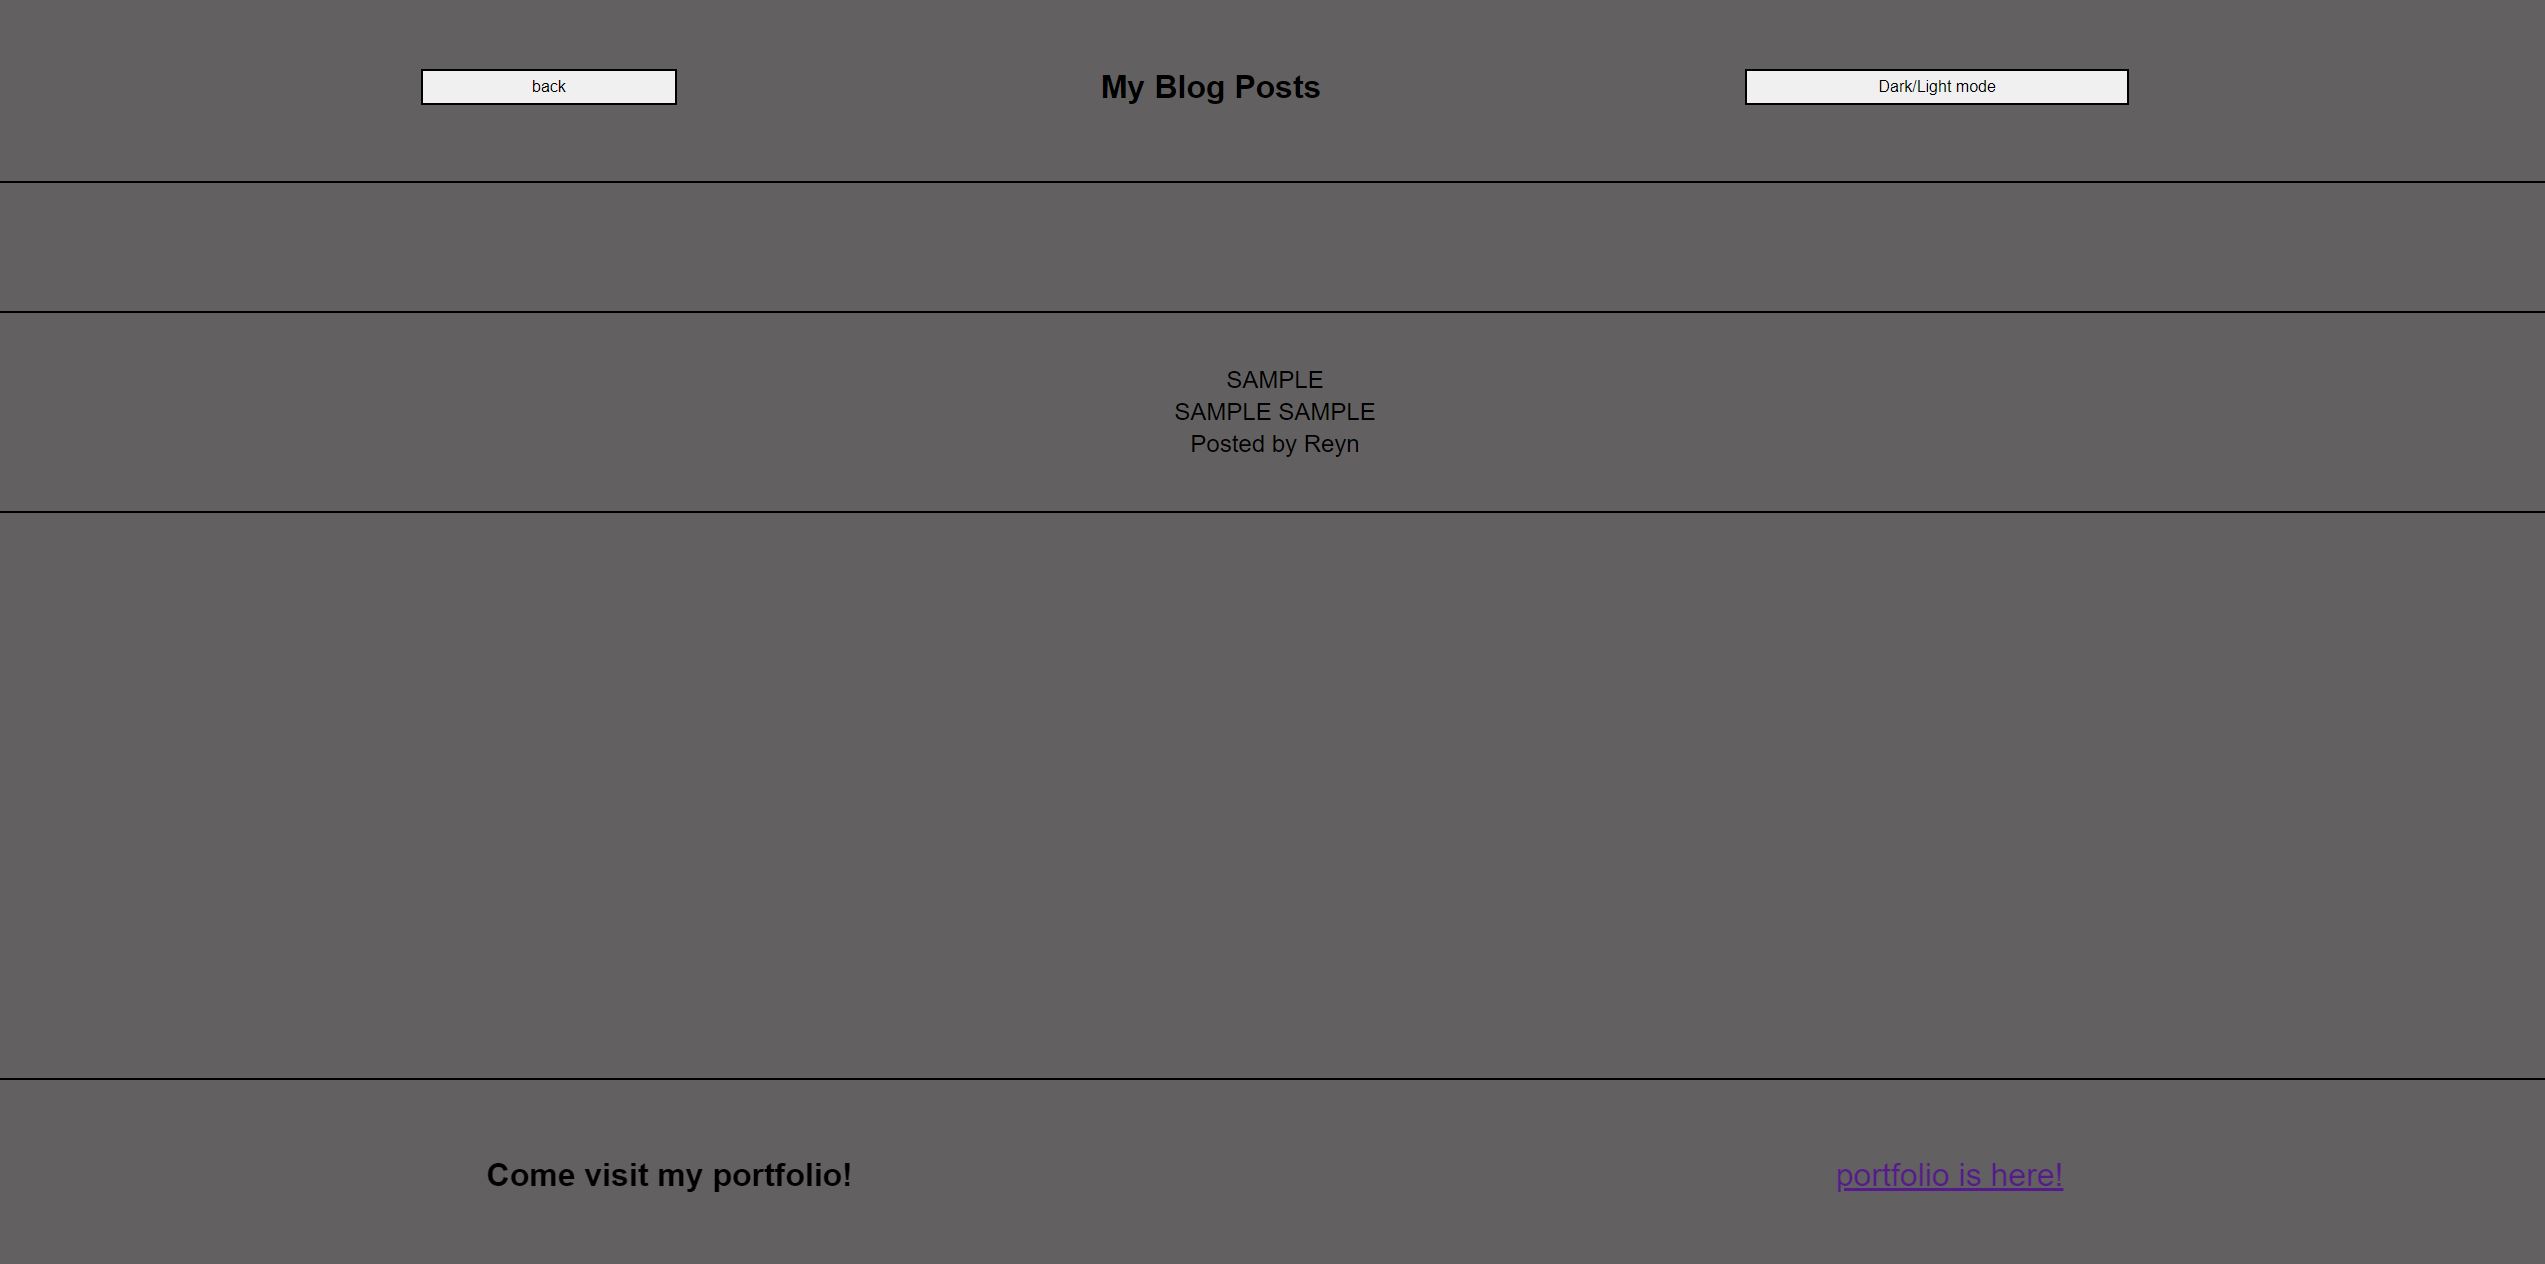 back
My Blog Posts
Dark/Light mode
SAMPLE
SAMPLE SAMPLE
Posted by Reyn
Come visit my portfolio!
portfolio is here!